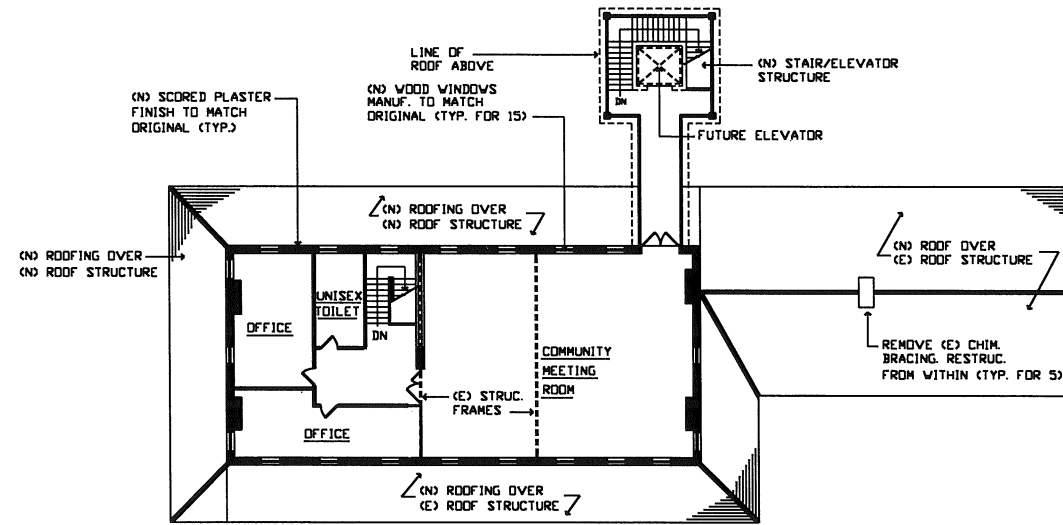 LINE OF
ROOF ABOVE
(N) STAIR/ELEVATOR
STRUCTURE
DN
(N) WOOD WINDOWS
MANUF. TO MATCH
ORIGINAL (TYP. FOR 15)
(N) SCORED PLASTER
FINISH TO MATCH
ORIGINAL (TYP.)
FUTURE ELEVATOR
(N) ROOFING OVER
(N) ROOF STRUCTURE
(N) ROOFING OVER
(N) ROOF STRUCTURE
(N) ROOF OVER
(E) ROOF STRUCTURE
UNISEX
TOILET
OFFICE
DN
COMMUNITY
MEETING
ROOM
REMOVE (E) CHIM.
BRACING. RESTRUC.
FROM WITHIN (TYP. FOR 5)
(E) STRUC.
FRAMES
OFFICE
(N) ROOFING OVER
(E) ROOF STRUCTURE